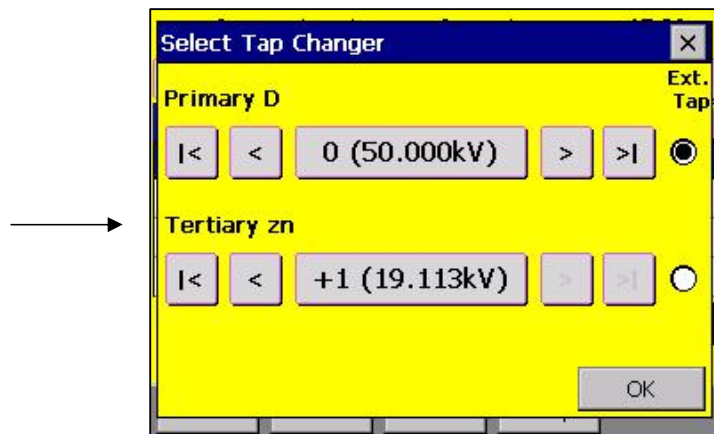 Select Tap Changer
Ext.
Primary D
Tap
|< < 0 (50.000kV) > >|
Tertiary zn
|< < +1 (19.113kV) > >|
OK